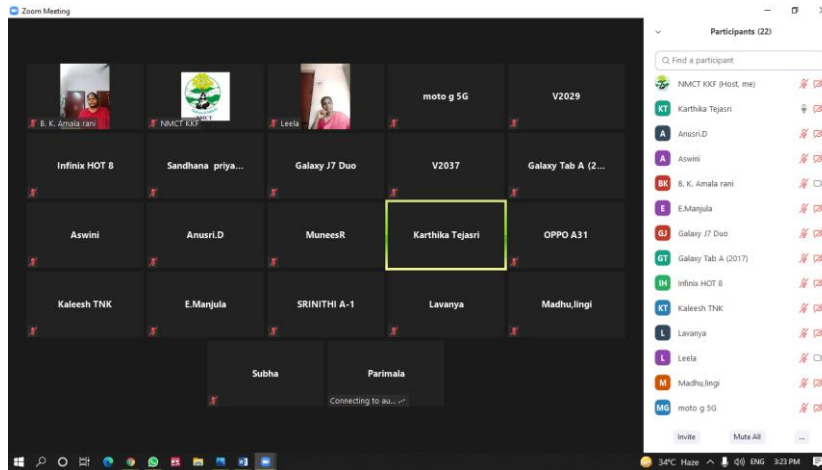 Zoom Meeting
B. K. Amala rani
NMCT KKF
Leela
moto g 5G
V2029
Infinix HOT 8
Sandhana priya...
Galaxy J7 Duo
V2037
Galaxy Tab A (2...
Aswini
Anusri.D
MuneesR
Karthika Tejasri
OPPO A31
Kaleesh TNK
E.Manjula
SRINITHI A-1
Lavanya
Madhu,lingi
Subha
Parimala
Connecting to au...
Participants (22)
Find a participant
NMCT KKF (Host, me)
KT Karthika Tejasri
A Anusri.D
A Aswini
BK B. K. Amala rani
E E.Manjula
GJ Galaxy J7 Duo
GT Galaxy Tab A (2017)
IH Infinix HOT 8
KT Kaleesh TNK
L Lavanya
L Leela
M Madhu,lingi
MG moto g 5G
Invite
Mute All
...
34°C Haze
ENG
3:23 PM